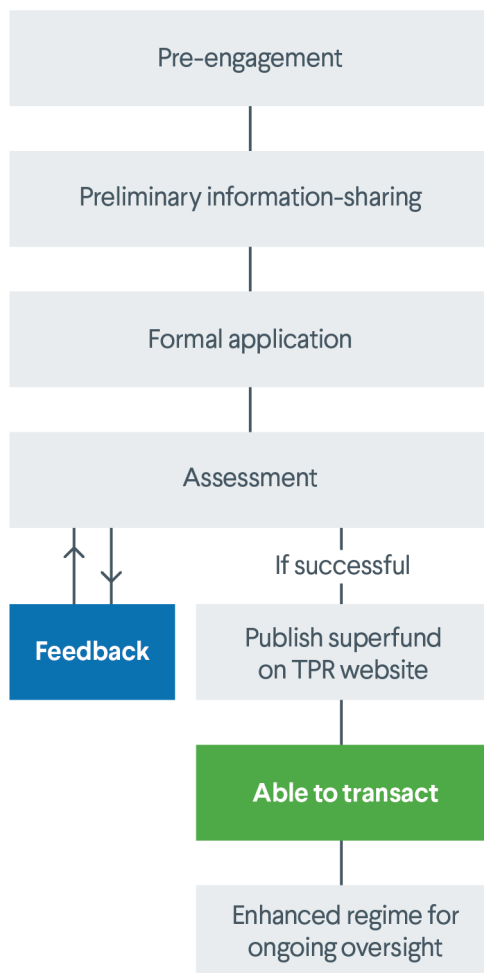 Pre-engagement
Preliminary information-sharing
Formal application
Assessment
If successful
Feedback
Publish superfund
on TPR website
Able to transact
Enhanced regime for
ongoing oversight